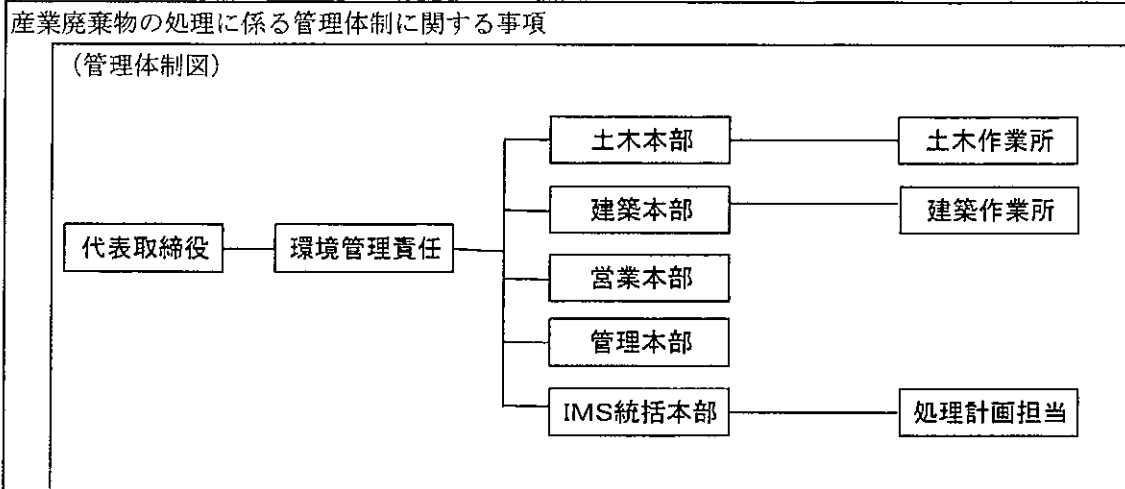 産業廃棄物の処理に係る管理体制に関する事項
（管理体制図）
土木本部 土木作業所
建築本部 建築作業所
代表取締役 環境管理責任
営業本部
管理本部
IMS統括本部 処理計画担当